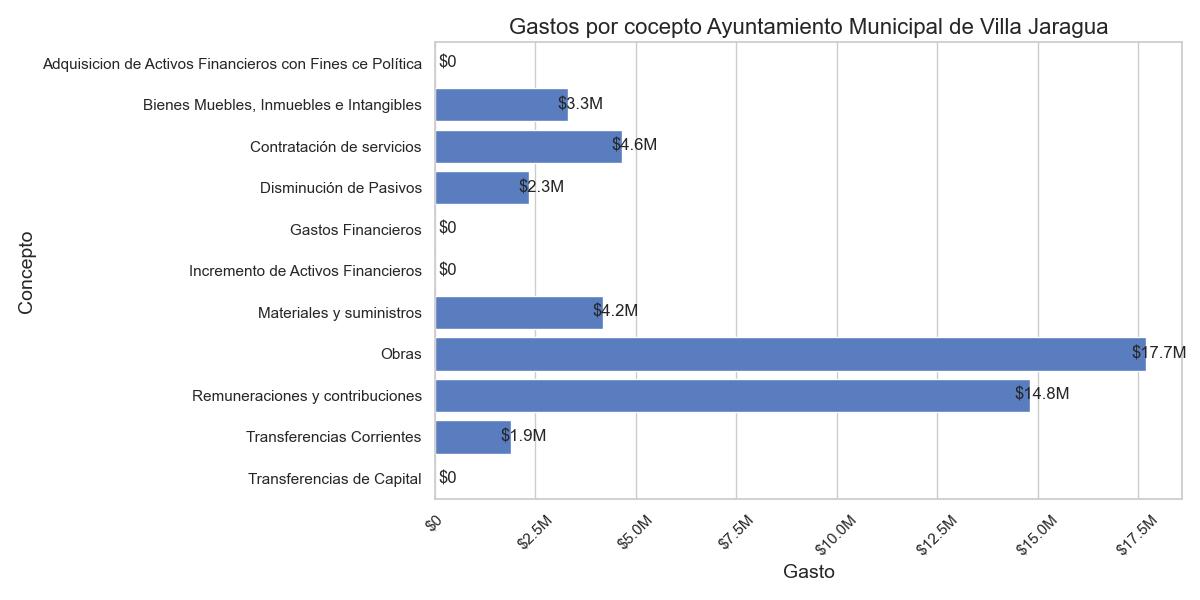 Gastos por cocepto Ayuntamiento Municipal de Villa Jaragua
Concepto
Adquisicion de Activos Financieros con Fines ce Política $0
Bienes Muebles, Inmuebles e Intangibles $3.3M
Contratación de servicios $4.6M
Disminución de Pasivos $2.3M
Gastos Financieros $0
Incremento de Activos Financieros $0
Materiales y suministros $4.2M
Obras $17.7M
Remuneraciones y contribuciones $14.8M
Transferencias Corrientes $1.9M
Transferencias de Capital $0
$0 $2.5M $5.0M $7.5M $10.0M $12.5M $15.0M $17.5M
Gasto